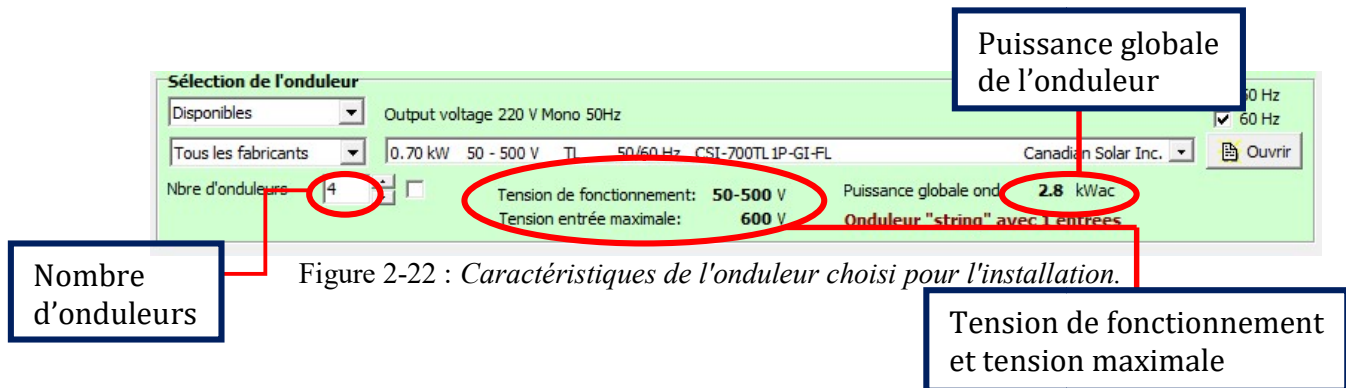 Puissance globale
de l'onduleur
Sélection de l'onduleur
Disponibles
Output voltage 220 V Mono 50Hz
50 Hz
60 Hz
Tous les fabricants
0.70 kW 50 - 500 V TL 50/60 Hz CSI-700TL1P-GI-FL Canadian Solar Inc.
Ouvrir
Nbre d'onduleurs 4
Tension de fonctionnement: 50-500 V
Puissance globale ond 2.8 kWac
Tension entrée maximale: 600 V
Onduleur "string" avec 1 entrées
Nombre
d'onduleurs
Figure 2-22 : Caractéristiques de l'onduleur choisi pour l'installation.
Tension de fonctionnement
et tension maximale